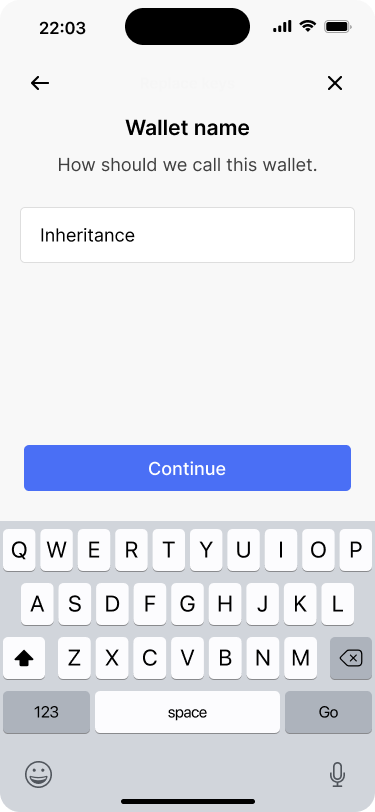 22:03
Wallet name
How should we call this wallet.
Inheritance
Continue
Q W E R T Y U I O P
A S D F G H J K L
Z X C V B N M
123 space Go